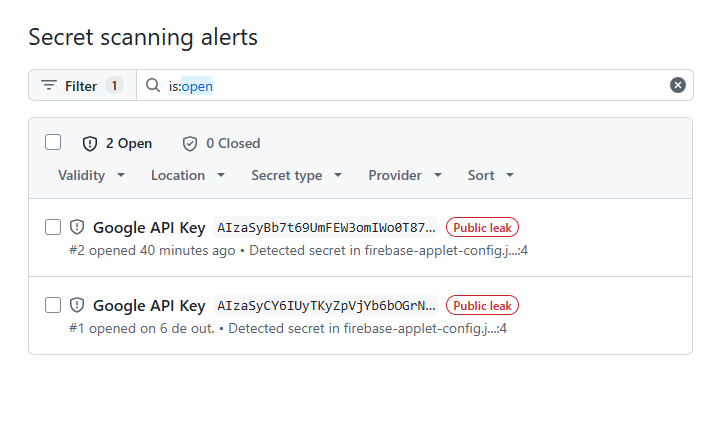 Secret scanning alerts
Filter 1 is:open
2 Open 0 Closed
Validity Location Secret type Provider Sort
Google API Key AIzaSyBb7t69UmFEW3omIWo0T87… Public leak
#2 opened 40 minutes ago • Detected secret in firebase-applet-config.j...:4
Google API Key AIzaSyCY6IUyTKyZpVjYb6bOGrN… Public leak
#1 opened on 6 de out. • Detected secret in firebase-applet-config.j...:4